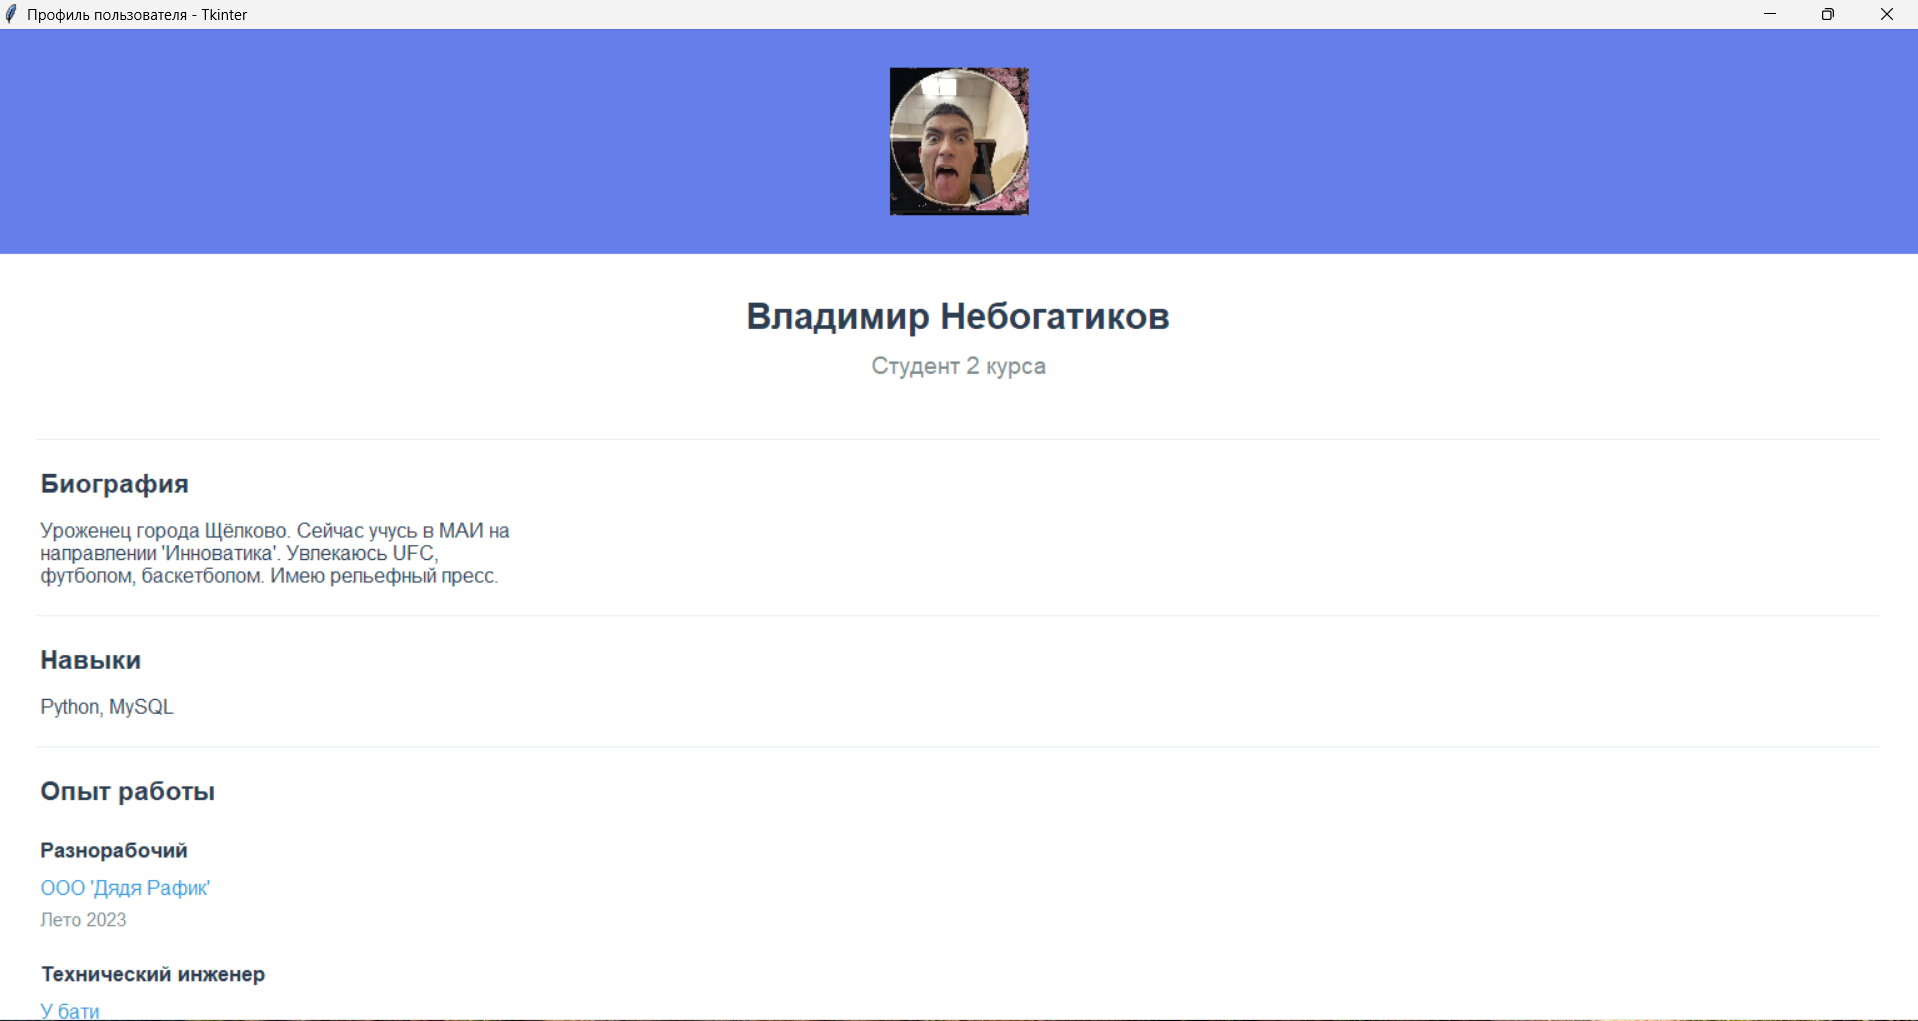 Профиль пользователя - Tkinter
Владимир Небогатиков
Студент 2 курса
Биография
Уроженец города Щёлково. Сейчас учусь в МАИ на
направлении 'Инноватика'. Увлекаюсь UFC,
футболом, баскетболом. Имею рельефный пресс.
Навыки
Python, MySQL
Опыт работы
Разнорабочий
ООО 'Дядя Рафик'
Лето 2023
Технический инженер
У бати